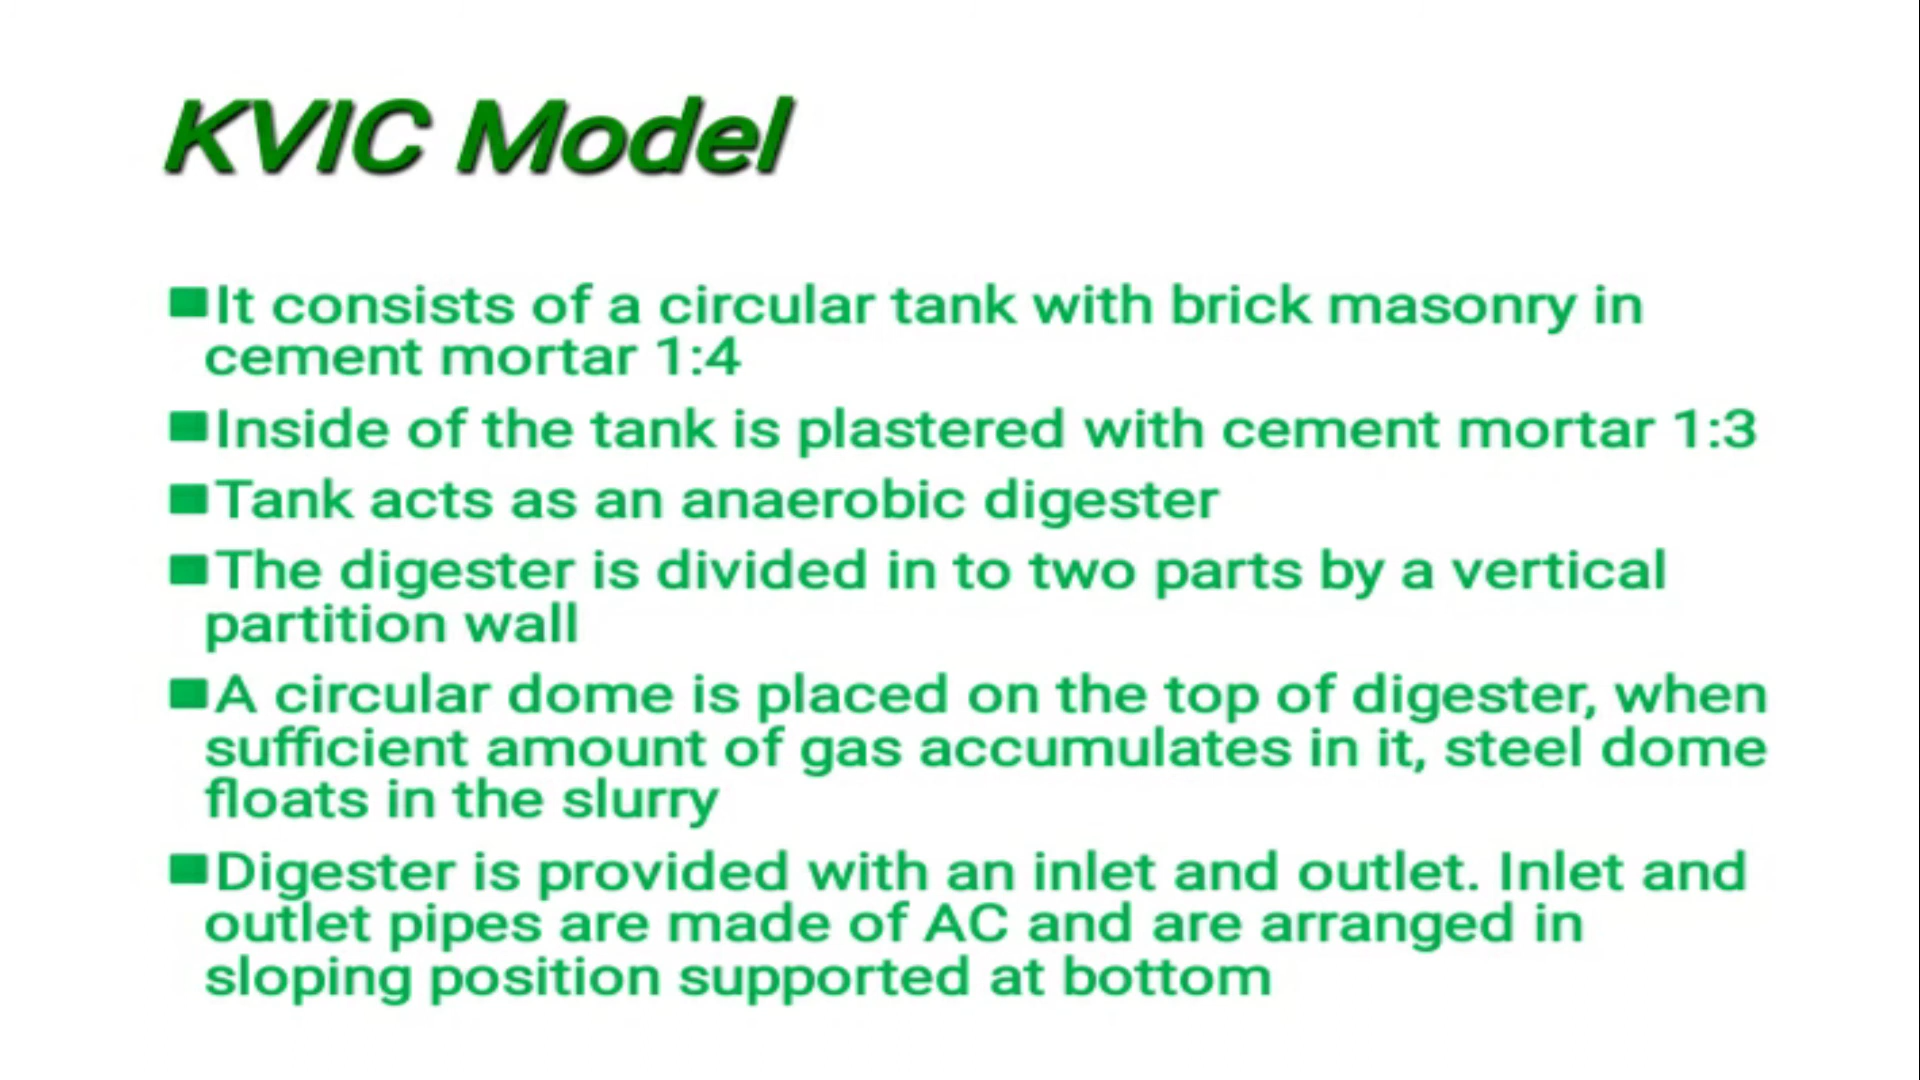 KVIC Model
■It consists of a circular tank with brick masonry in
cement mortar 1:4
■Inside of the tank is plastered with cement mortar 1:3
■Tank acts as an anaerobic digester
■The digester is divided in to two parts by a vertical
partition wall
■A circular dome is placed on the top of digester, when
sufficient amount of gas accumulates in it, steel dome
floats in the slurry
■Digester is provided with an inlet and outlet. Inlet and
outlet pipes are made of AC and are arranged in
sloping position supported at bottom